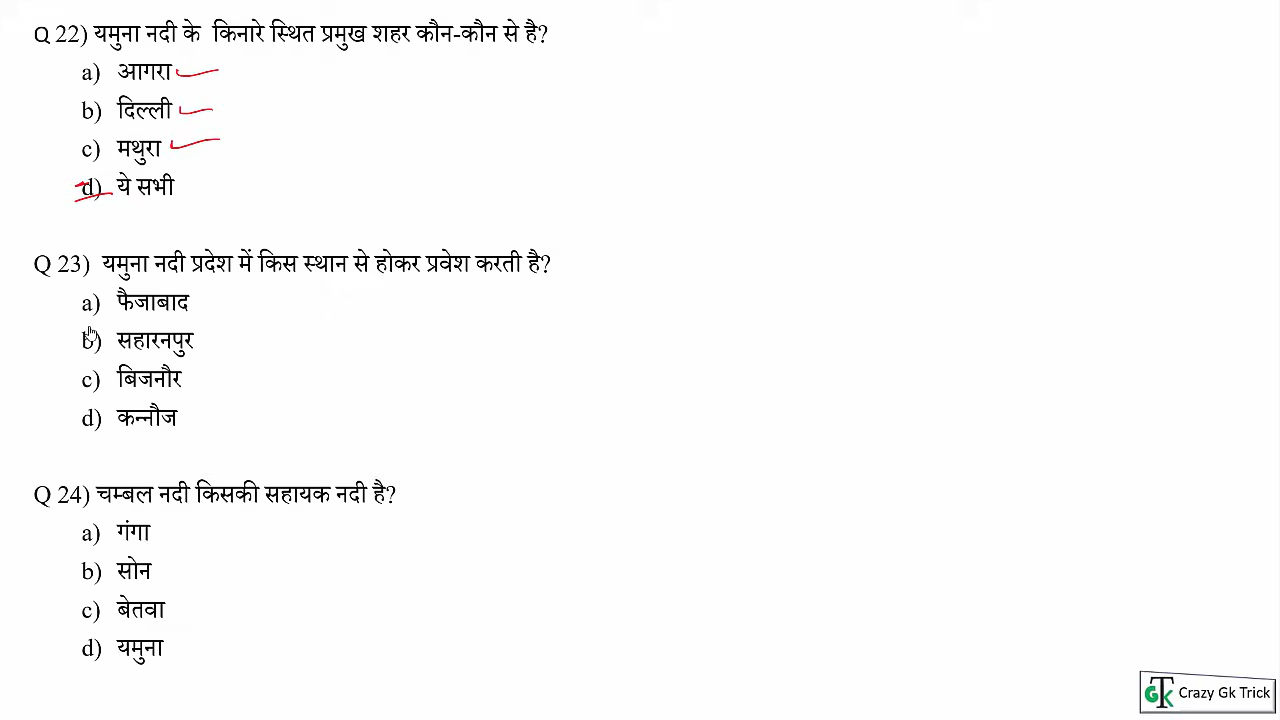 Q 22) यमुना नदी के किनारे स्थित प्रमुख शहर कौन-कौन से है?
a) आगरा
b) दिल्ली
c) मथुरा
d) ये सभी
Q 23) यमुना नदी प्रदेश में किस स्थान से होकर प्रवेश करती है?
a) फैजाबाद
b) सहारनपुर
c) बिजनौर
d) कन्नौज
Q 24) चम्बल नदी किसकी सहायक नदी है?
a) गंगा
b) सोन
c) बेतवा
d) यमुना
GTK Crazy Gk Trick